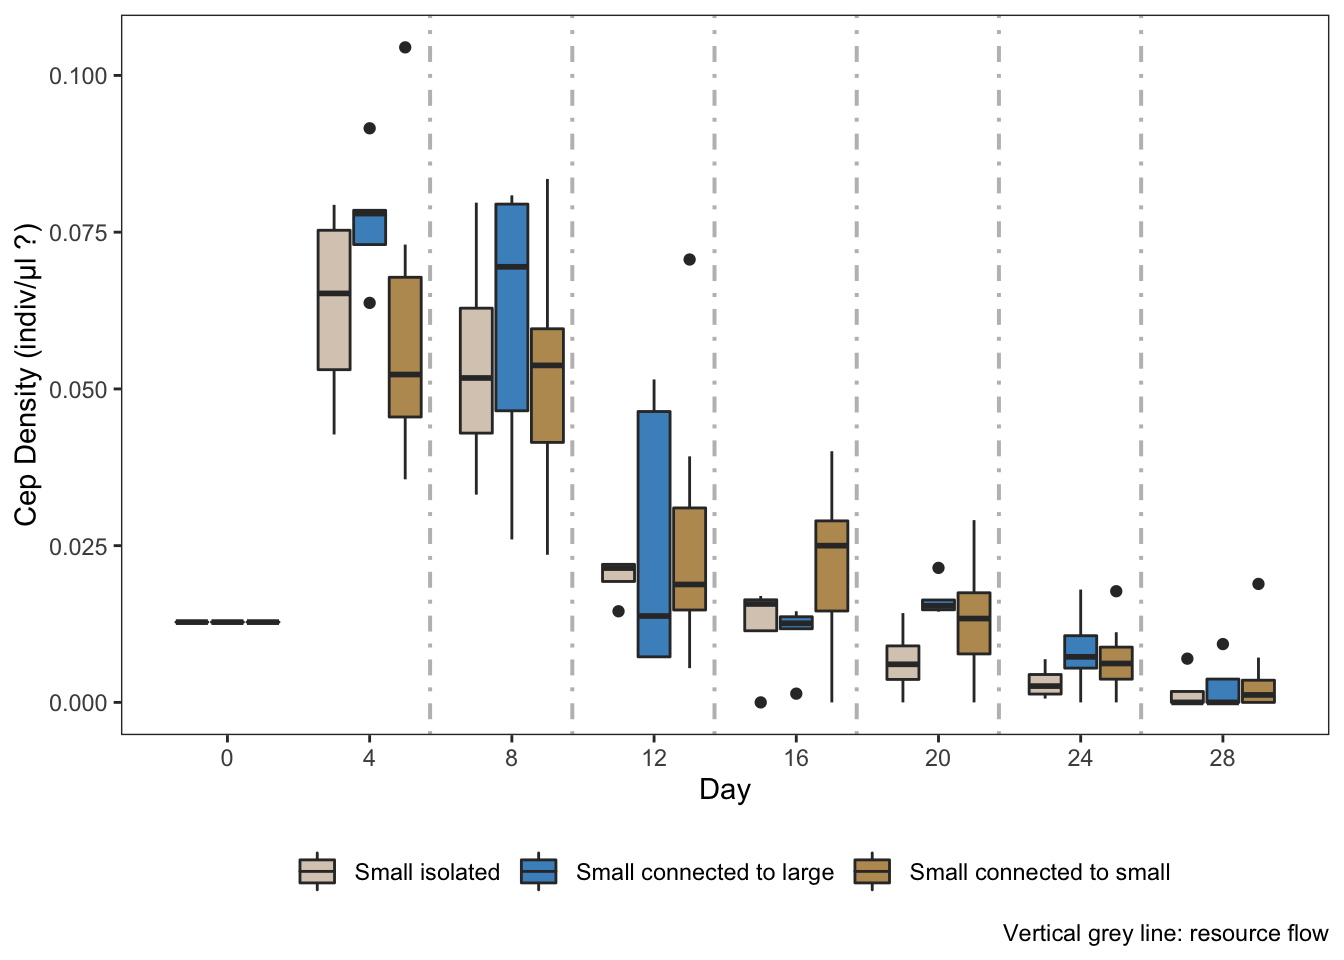 0.100
0.075
0.050
0.025
0.000
Cep Density (indiv/µl ?)
0 4 8 12 16 20 24 28
Day
Small isolated Small connected to large Small connected to small
Vertical grey line: resource flow